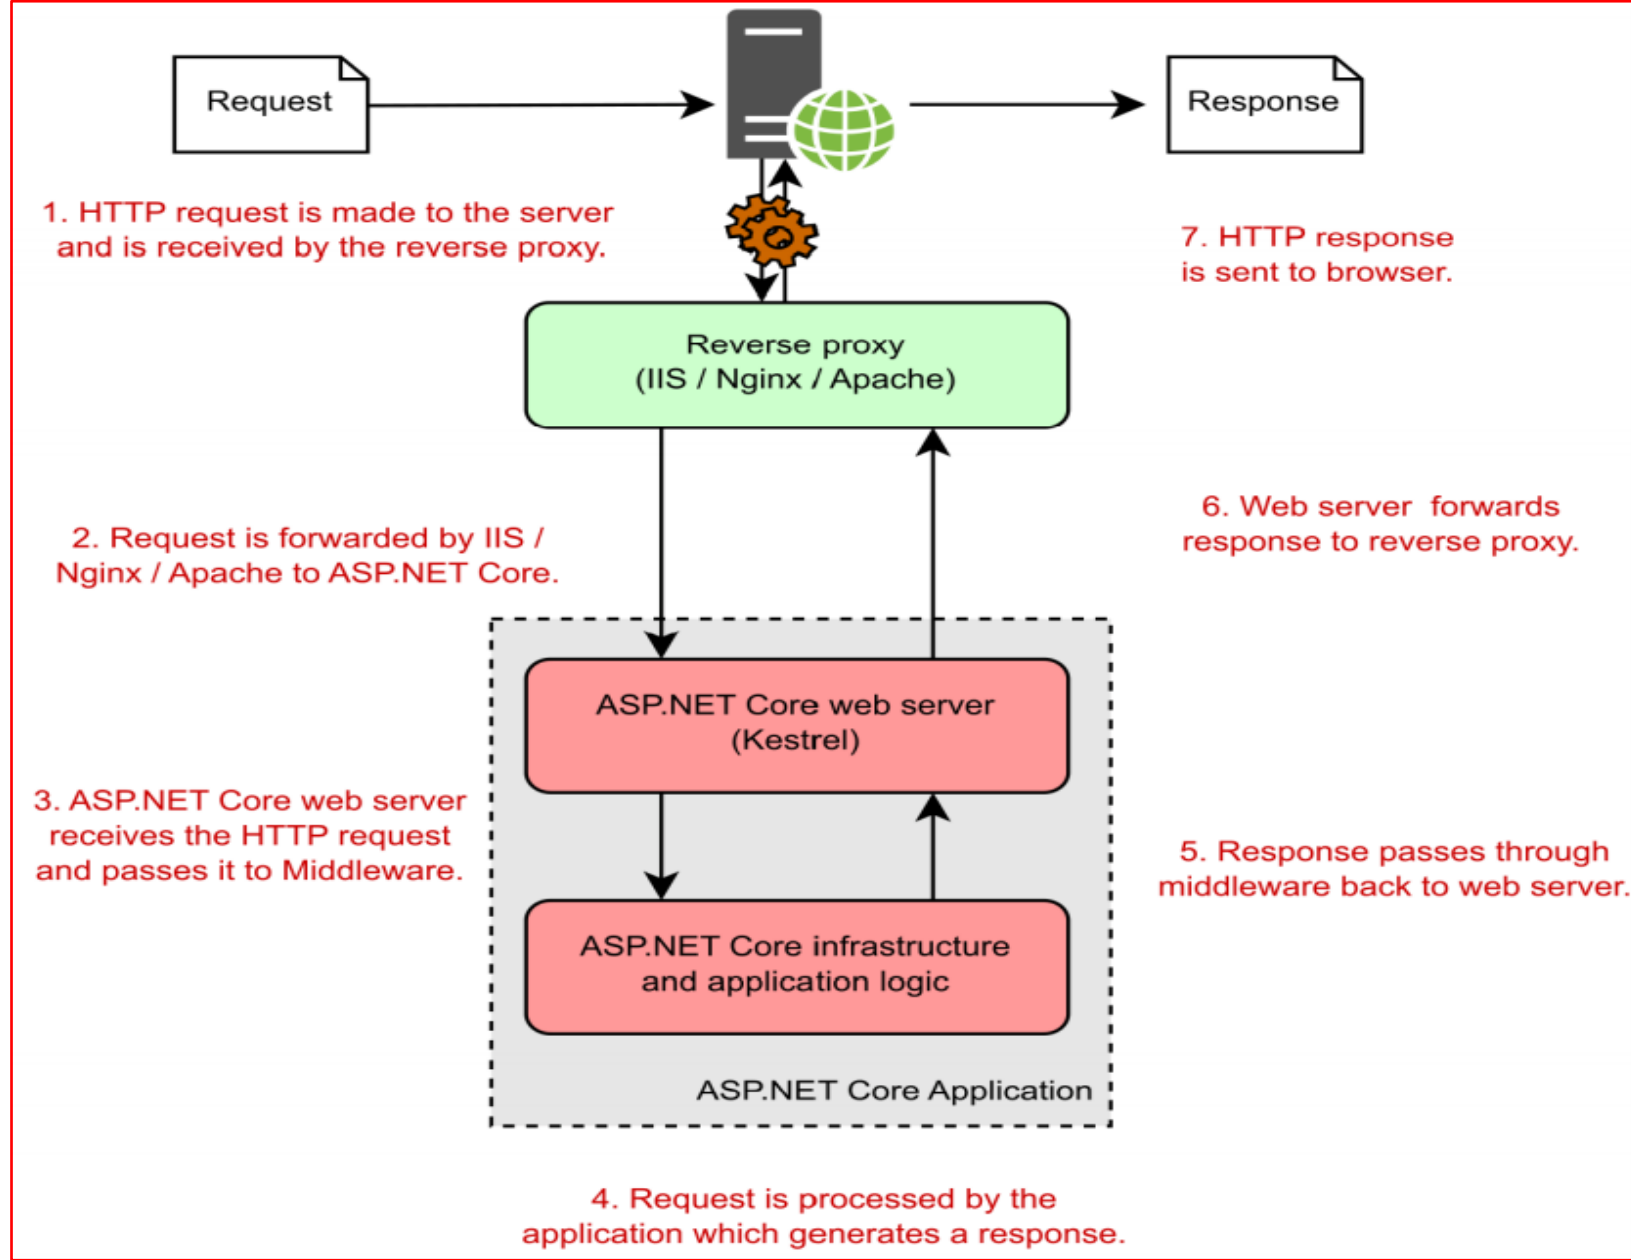 Request
Response
1. HTTP request is made to the server
and is received by the reverse proxy.
7. HTTP response
is sent to browser.
Reverse proxy
(IIS / Nginx / Apache)
2. Request is forwarded by IIS /
Nginx / Apache to ASP.NET Core.
6. Web server forwards
response to reverse proxy.
ASP.NET Core web server
(Kestrel)
3. ASP.NET Core web server
receives the HTTP request
and passes it to Middleware.
5. Response passes through
middleware back to web server.
ASP.NET Core infrastructure
and application logic
ASP.NET Core Application
4. Request is processed by the
application which generates a response.